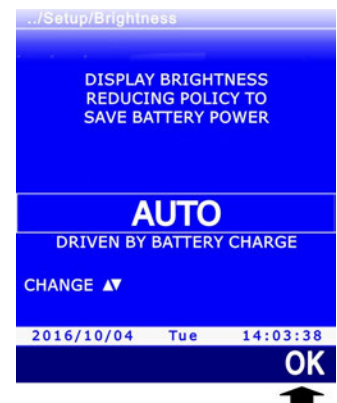 ../Setup/Brightness
DISPLAY BRIGHTNESS
REDUCING POLICY TO
SAVE BATTERY POWER
AUTO
DRIVEN BY BATTERY CHARGE
CHANGE ▲▼
2016/10/04 Tue 14:03:38
OK